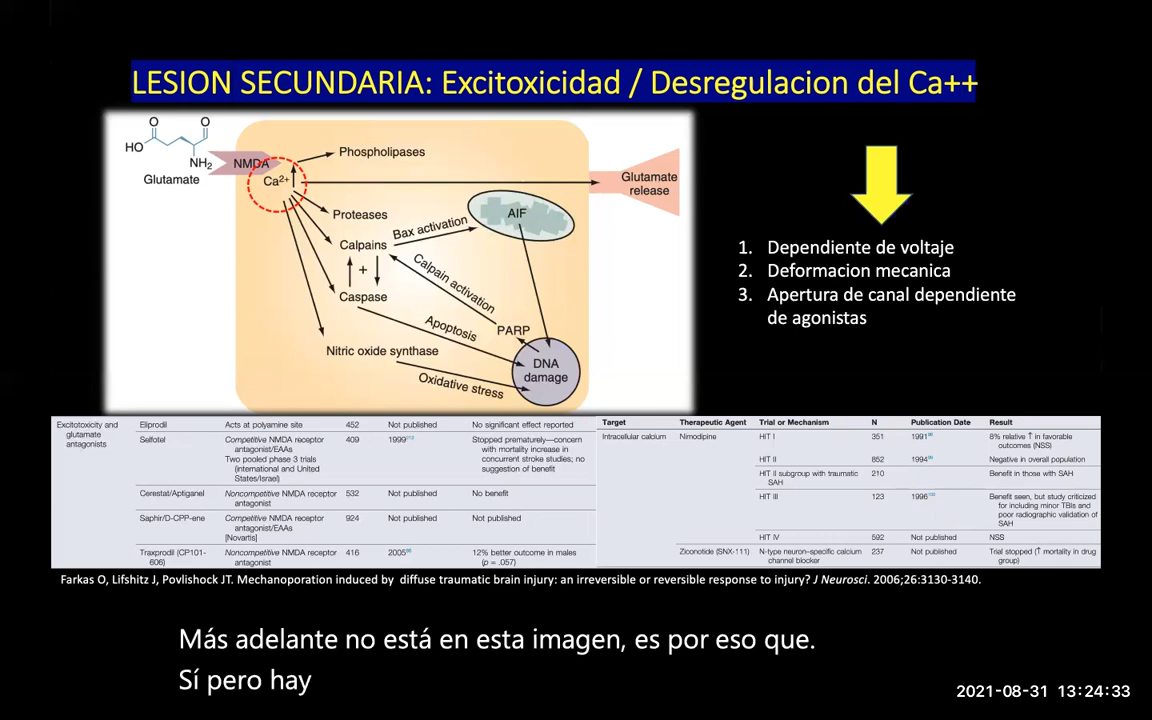 LESION SECUNDARIA: Excitoxicidad / Desregulacion del Ca++
O
O
HO
NH2
Glutamate
NMDA
Ca2+
Phospholipases
Glutamate
release
Proteases
Calpains
Bax activation
AIF
+
Calpain activation
Caspase
Apoptosis
PARP
Nitric oxide synthase
Oxidative stress
DNA
damage
1. Dependiente de voltaje
2. Deformacion mecanica
3. Apertura de canal dependiente
de agonistas
Excitotoxicity and
glutamate
antagonists
Eliprodil Acts at polyamine site 452 Not published No significant effect reported
Selfotel Competitive NMDA receptor 409 1999 Stopped prematurely—concern
antagonist/EAAs with mortality increase in
Two pooled phase 3 trials concurrent stroke studies; no
(international and United suggestion of benefit
States/Israel)
Cerestat/Aptiganel Noncompetitive NMDA receptor 532 Not published No benefit
antagonist
Saphir/D-CPP-ene Competitive NMDA receptor 924 Not published Not published
antagonist/EAAs
[Novartis]
Traxprodil (CP101- Noncompetitive NMDA receptor 416 2005 12% better outcome in males
606) antagonist (p = .057)
Target Therapeutic Agent Trial or Mechanism N Publication Date Result
Intracellular calcium Nimodipine HIT I 351 1991 8% relative ↑ in favorable
outcomes (NSS)
HIT II 852 1994 Negative in overall population
HIT II subgroup with traumatic 210 Benefit in those with SAH
SAH
HIT III 123 1996 Benefit seen, but study criticized
for including minor TBIs and
poor radiographic validation of
SAH
HIT IV 592 Not published NSS
Ziconotide (SNX-111) N-type neuron–specific calcium 237 Not published Trial stopped (↑ mortality in drug
channel blocker group)
Farkas O, Lifshitz J, Povlishock JT. Mechanoporation induced by diffuse traumatic brain injury: an irreversible or reversible response to injury? J Neurosci. 2006;26:3130-3140.
Más adelante no está en esta imagen, es por eso que.
Sí pero hay
2021-08-31 13:24:33